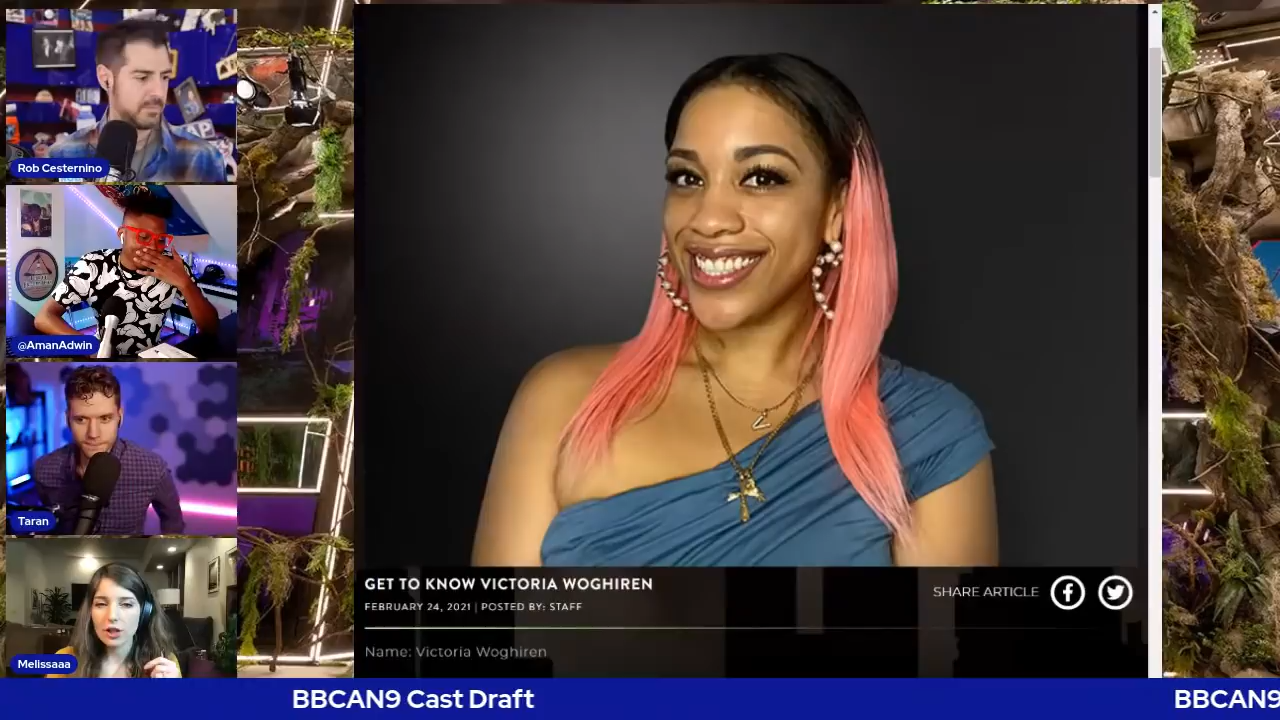 Rob Cesternino
@AmanAdwin
Taran
Melissaaa
GET TO KNOW VICTORIA WOGHIREN
FEBRUARY 24, 2021 | POSTED BY: STAFF
SHARE ARTICLE
Name: Victoria Woghiren
BBCAN9 Cast Draft
BBCAN9